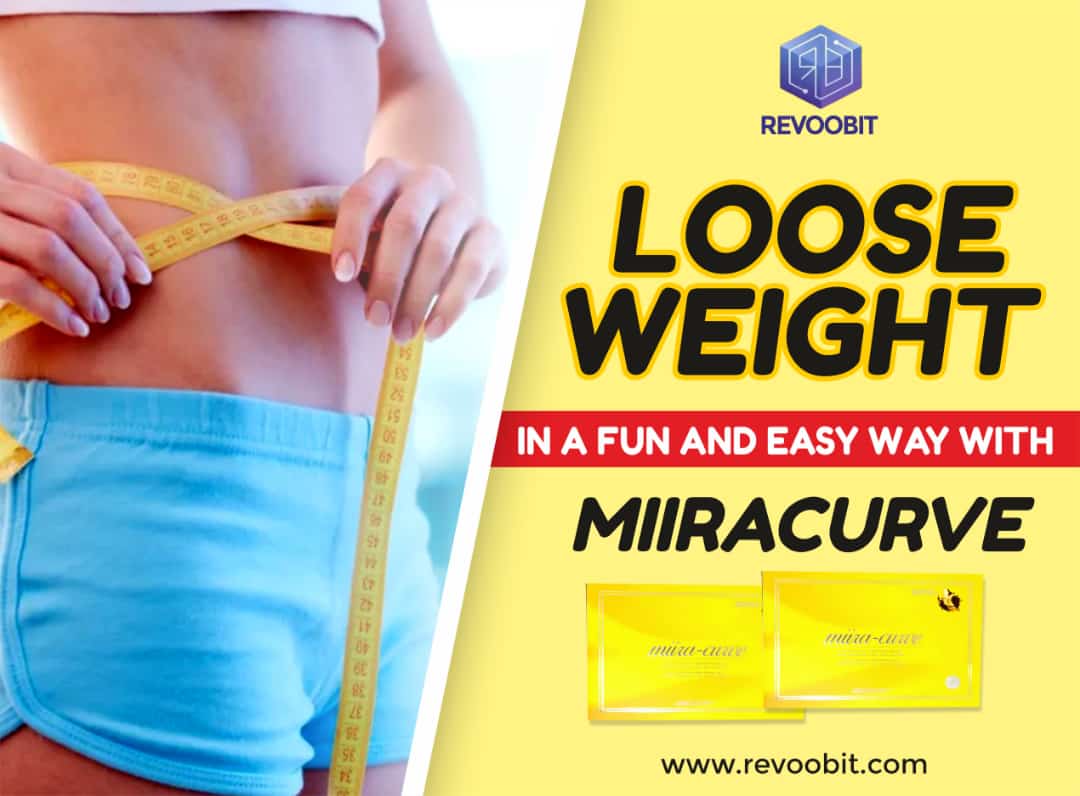 REVOOBIT
LOOSE
WEIGHT
IN A FUN AND EASY WAY WITH
MIIRACURVE
miira-curve
miira-curve
www.revoobit.com